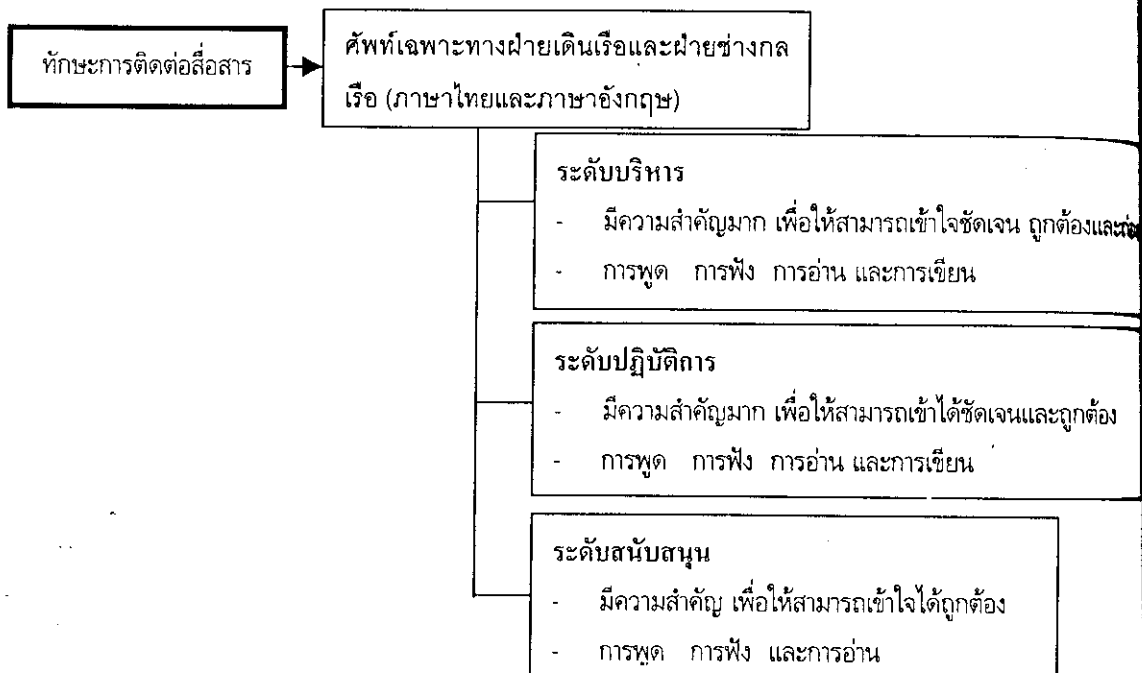 ทักษะการติดต่อสื่อสาร
ศัพท์เฉพาะทางฝ่ายเดินเรือและฝ่ายช่างกล
เรือ (ภาษาไทยและภาษาอังกฤษ)
ระดับบริหาร
- มีความสำคัญมาก เพื่อให้สามารถเข้าใจชัดเจน ถูกต้องและ
- การพูด การฟัง การอ่าน และการเขียน
ระดับปฏิบัติการ
- มีความสำคัญมาก เพื่อให้สามารถเข้าได้ชัดเจนและถูกต้อง
- การพูด การฟัง การอ่าน และการเขียน
ระดับสนับสนุน
- มีความสำคัญ เพื่อให้สามารถเข้าใจได้ถูกต้อง
- การพูด การฟัง และการอ่าน